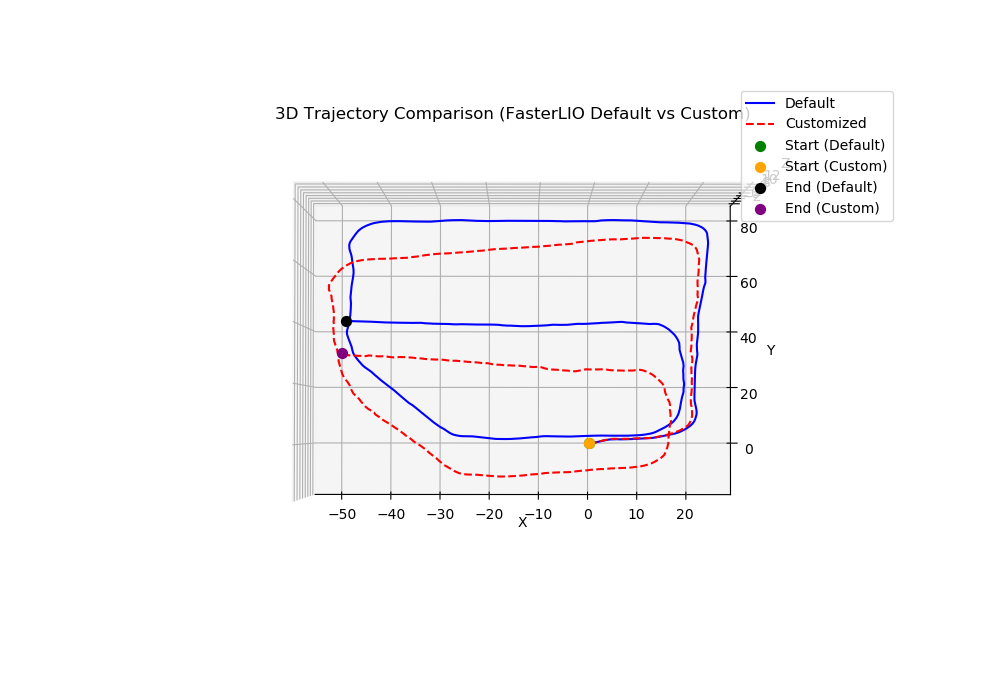 3D Trajectory Comparison (FasterLIO Default vs Custom)
Default
Customized
Start (Default)
Start (Custom)
End (Default)
End (Custom)
80
60
40
20
0
Y
−50
−40
−30
−20
−10
0
10
20
X